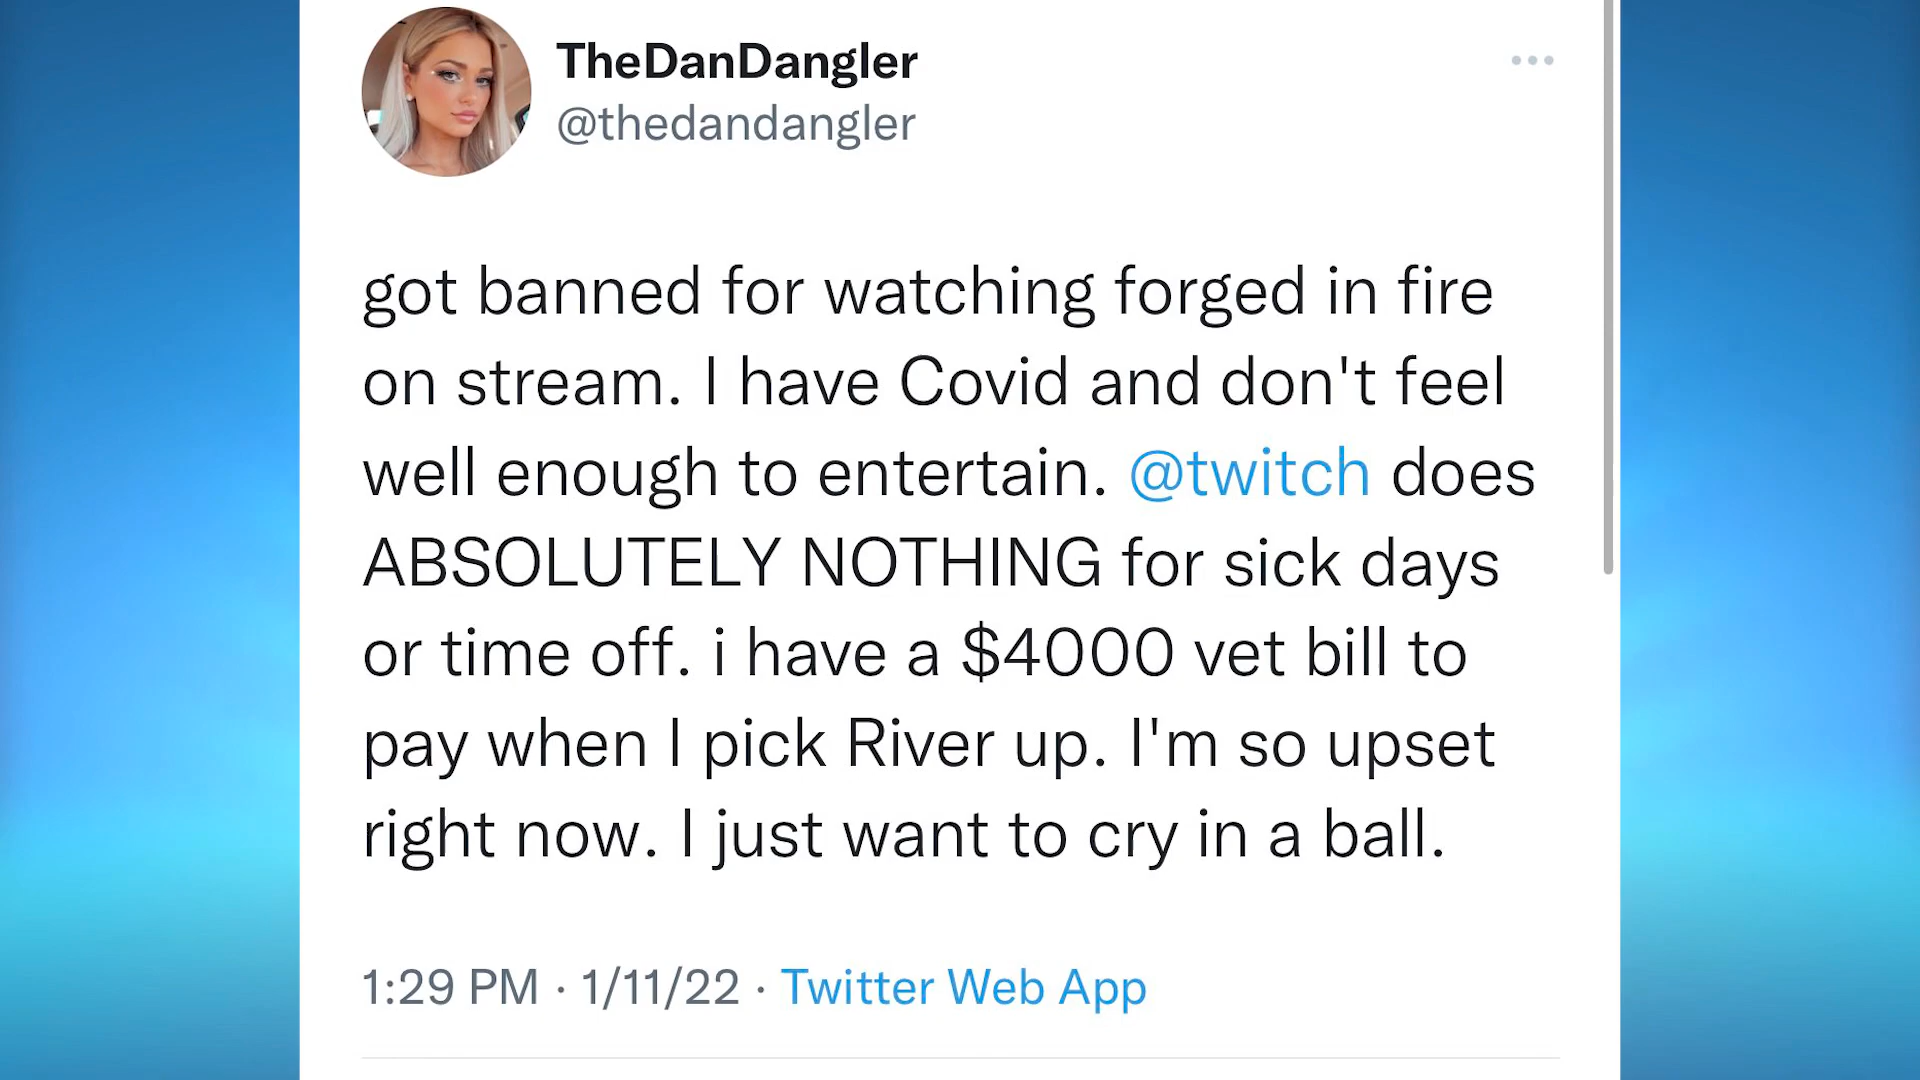 TheDanDangler
@thedandangler
got banned for watching forged in fire
on stream. I have Covid and don't feel
well enough to entertain. @twitch does
ABSOLUTELY NOTHING for sick days
or time off. i have a $4000 vet bill to
pay when I pick River up. I'm so upset
right now. I just want to cry in a ball.
1:29 PM · 1/11/22 · Twitter Web App